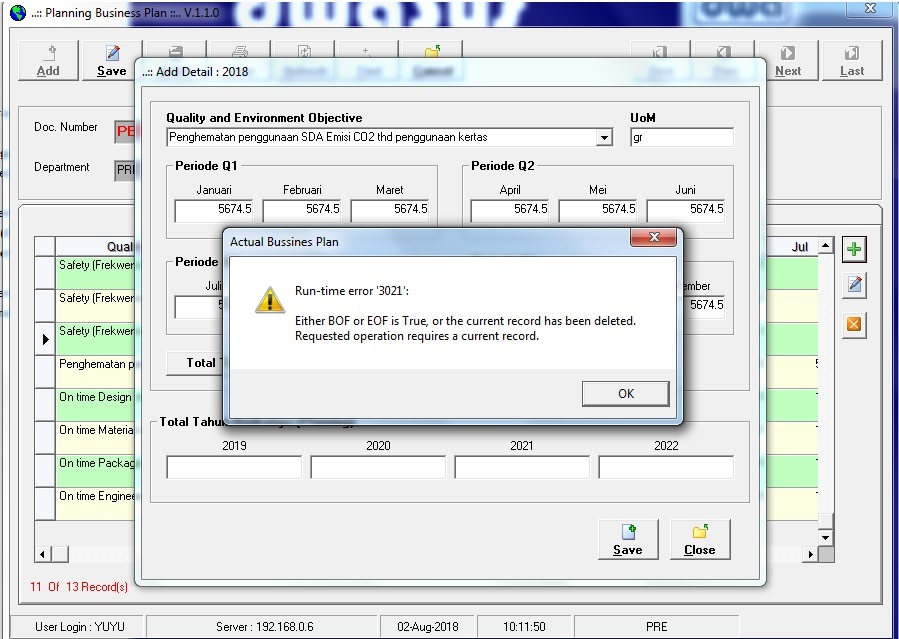 ..:: Planning Business Plan ::.. V.1.1.0
Add
Save
Next
Last
..:: Add Detail : 2018
Doc. Number
PE
Department
PRE
Quality and Environment Objective
UoM
Penghematan penggunaan SDA Emisi CO2 thd penggunaan kertas
gr
Periode Q1
Periode Q2
Januari
Februari
Maret
April
Mei
Juni
5674.5
5674.5
5674.5
5674.5
5674.5
5674.5
Periode
Juli
ember
5
5674.5
Total T
Actual Bussines Plan
Run-time error '3021':
Either BOF or EOF is True, or the current record has been deleted.
Requested operation requires a current record.
OK
Total Tahu
2019
2020
2021
2022
Save
Close
Qual
Jul
Safety (Frekwer
Safety (Frekwer
Safety (Frekwer
Penghematan p
5
On time Design
On time Materia
On time Packag
On time Engine
11 Of 13 Record(s)
User Login : YUYU
Server : 192.168.0.6
02-Aug-2018
10:11:50
PRE